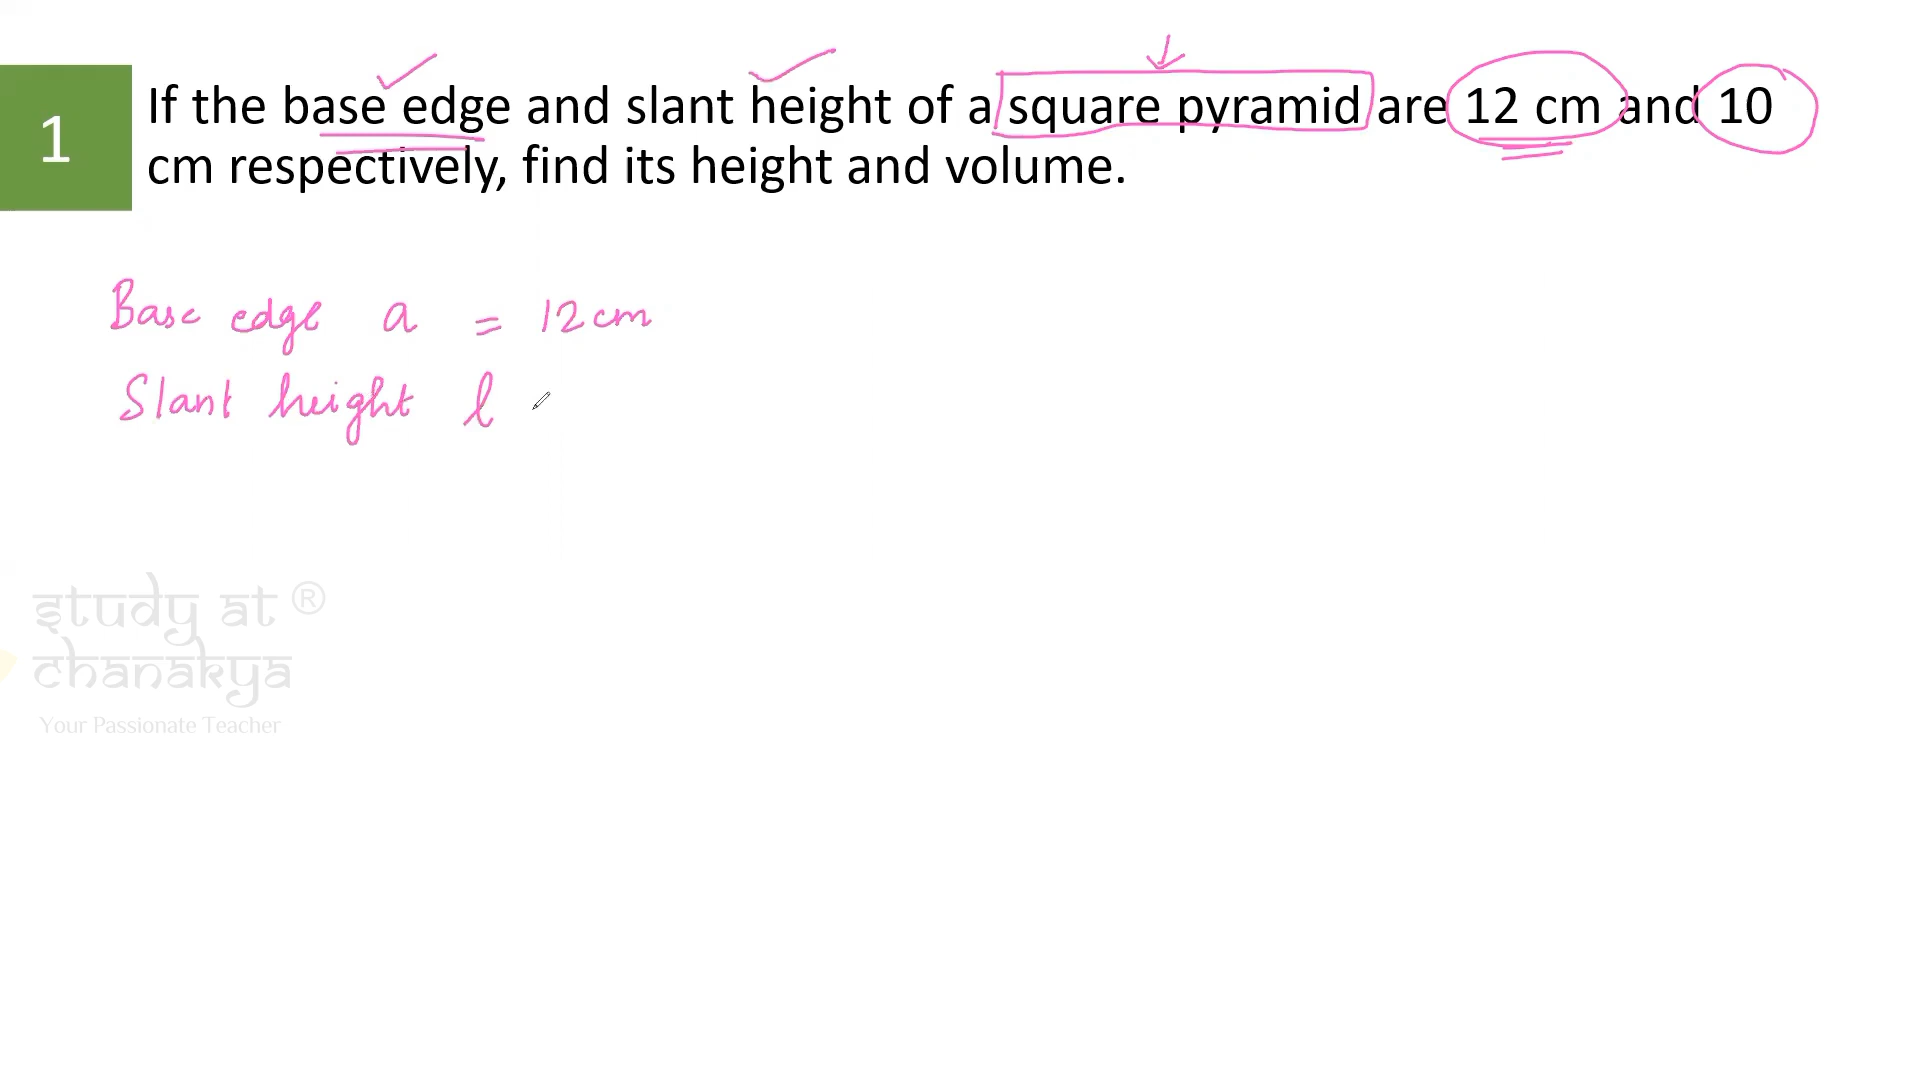 1
If the base edge and slant height of a square pyramid are 12 cm and 10
cm respectively, find its height and volume.
Base edge a = 12 cm
Slant height l
study at ®
chanakya
Your Passionate Teacher